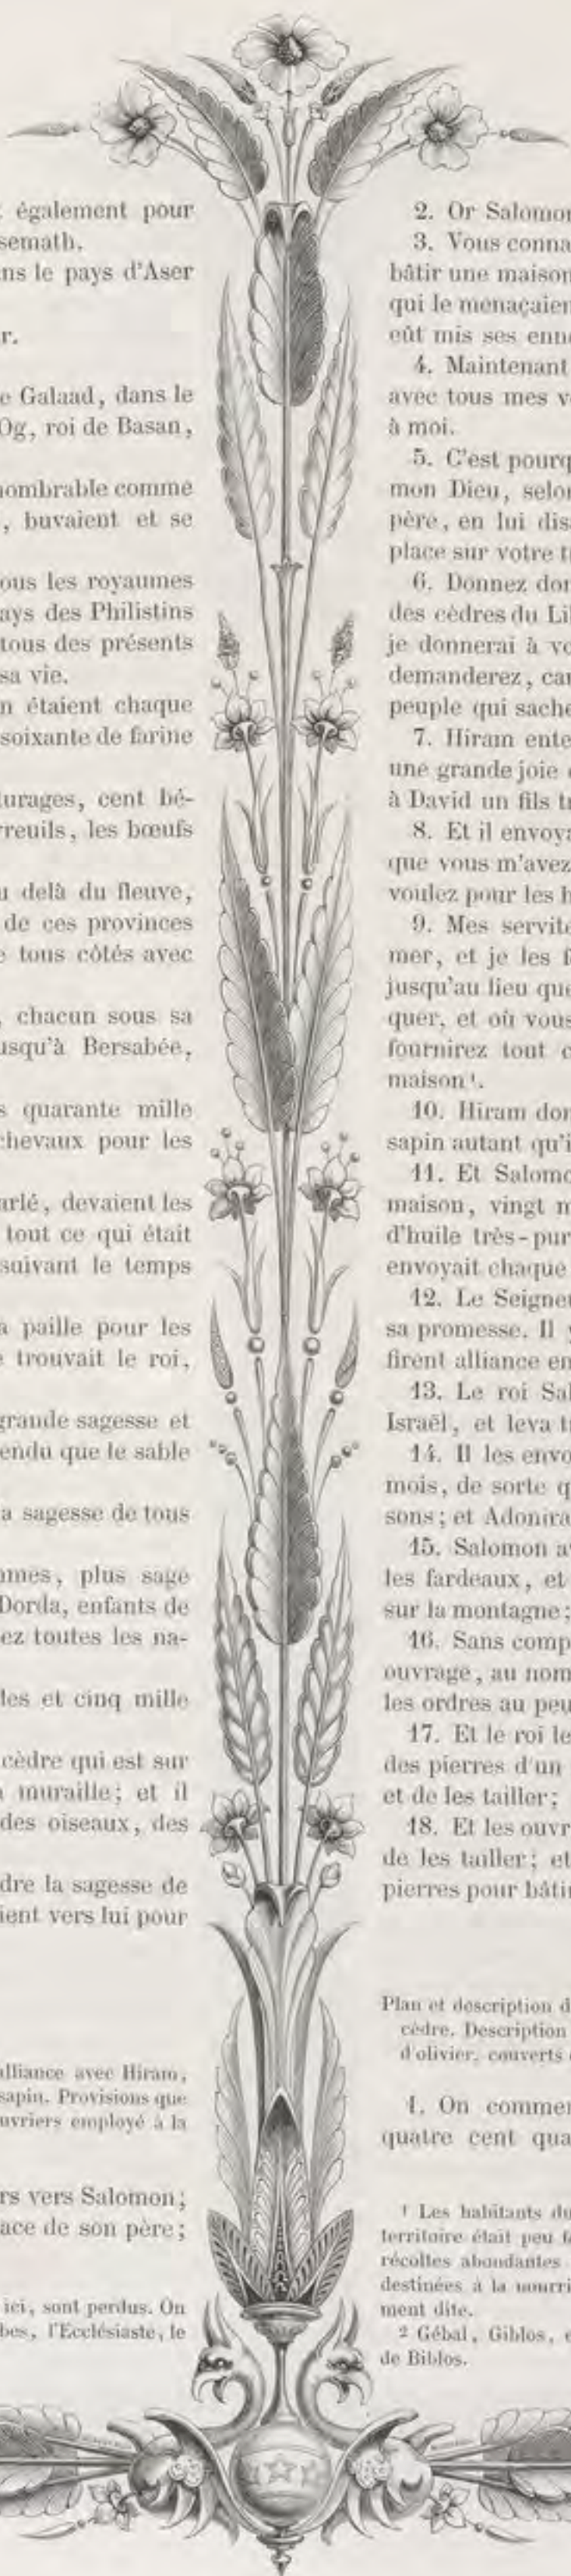 également pour
semath.
ns le pays d'Aser
r.
e Galaad, dans le
Og, roi de Basan,
nombrable comme
, buvaient et se
ous les royaumes
ays des Philistins
tous des présents
sa vie.
n étaient chaque
soixante de farine
turages, cent bé-
rreuils, les bœufs
u delà du fleuve,
de ces provinces
e tous côtés avec
, chacun sous sa
usqu'à Bersabée,
s quarante mille
chevaux pour les
arlé, devaient les
tout ce qui était
suivant le temps
a paille pour les
e trouvait le roi,
grande sagesse et
endu que le sable
a sagesse de tous
mmes, plus sage
Dorda, enfants de
ez toutes les na-
les et cinq mille
cèdre qui est sur
a muraille; et il
des oiseaux, des
dre la sagesse de
ient vers lui pour
alliance avec Hiram,
sapin. Provisions que
uvriers employé à la
rs vers Salomon;
ace de son père;
ici, sont perdus. On
bes, l'Ecclésiaste, le
2. Or Salomon
3. Vous conna
bâtir une maison
qui le menaçaien
eût mis ses enne
4. Maintenant
avec tous mes v
à moi.
5. C'est pourq
mon Dieu, selon
père, en lui dis
place sur votre t
6. Donnez don
des cèdres du Li
je donnerai à vo
demanderez, car
peuple qui sache
7. Hiram ente
une grande joie
à David un fils t
8. Et il envoya
que vous m'avez
voulez pour les b
9. Mes servite
mer, et je les f
jusqu'au lieu que
quer, et où vous
fournirez tout c
maison ¹.
10. Hiram don
sapin autant qu'i
11. Et Salomo
maison, vingt m
d'huile très-pur
envoyait chaque
12. Le Seigneu
sa promesse. Il y
firent alliance en
13. Le roi Sal
Israël, et leva t
14. Il les envo
mois, de sorte q
sons; et Adonira
15. Salomon av
les fardeaux, et
sur la montagne;
16. Sans comp
ouvrage, au nom
les ordres au peu
17. Et le roi le
des pierres d'un
et de les tailler;
18. Et les ouvr
de les tailler; et
pierres pour bâti
Plan et description d
cèdre. Description
d'olivier, couverts
1. On commen
quatre cent qua
¹ Les habitants du
territoire était peu f
récoltes abondantes
destinées à la nourri
ment dite.
² Gébal, Giblos, e
de Biblos.